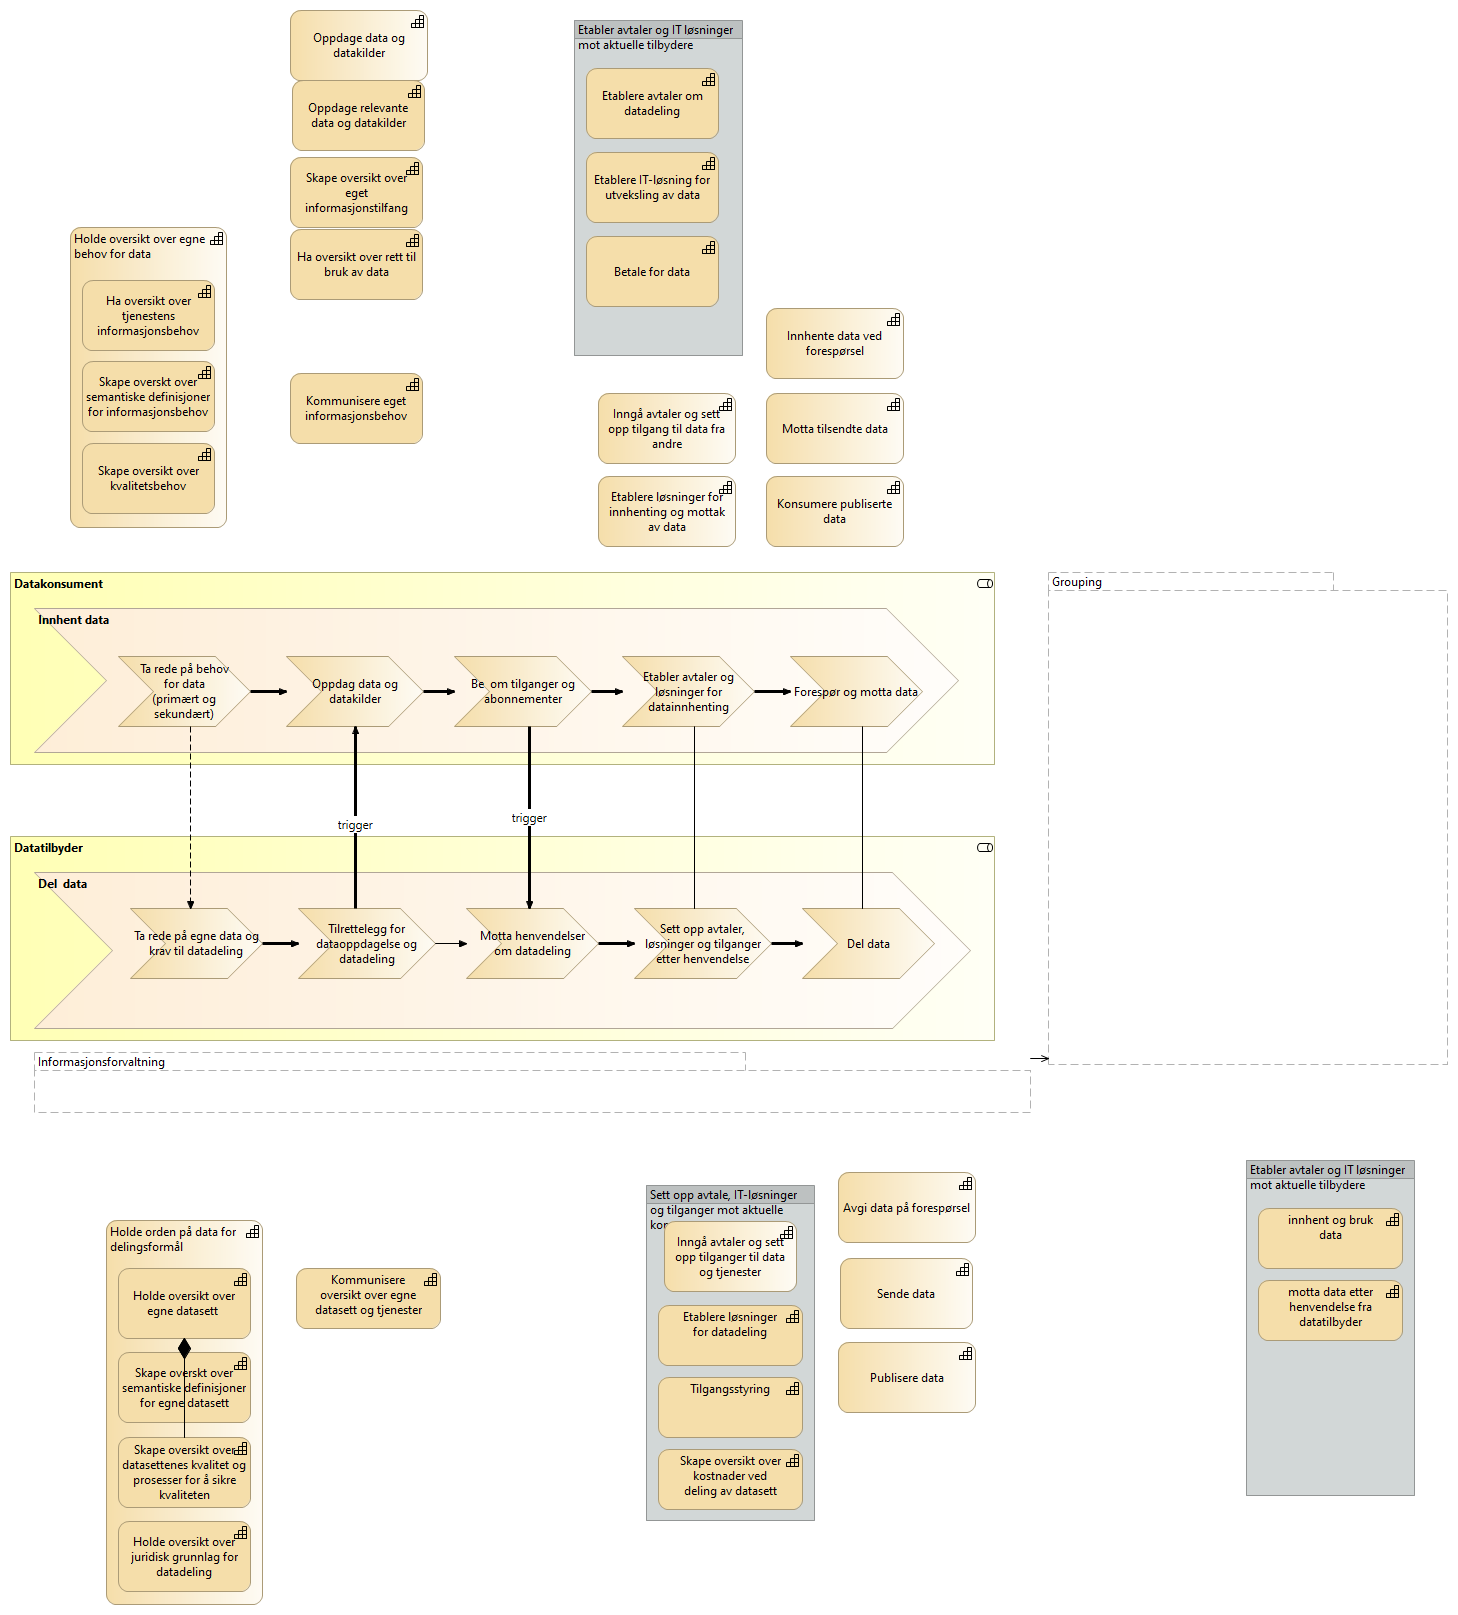 Oppdage data og
datakilder
Oppdage relevante
data og datakilder
Skape oversikt over
eget
informasjonstilfang
Ha oversikt over rett til
bruk av data
Kommunisere eget
informasjonsbehov
Holde oversikt over egne
behov for data
Ha oversikt over
tjenestens
informasjonsbehov
Skape overskt over
semantiske definisjoner
for informasjonsbehov
Skape oversikt over
kvalitetsbehov
Etabler avtaler og IT løsninger
mot aktuelle tilbydere
Etablere avtaler om
datadeling
Etablere IT-løsning for
utveksling av data
Betale for data
Innhente data ved
forespørsel
Inngå avtaler og sett
opp tilgang til data fra
andre
Motta tilsendte data
Etablere løsninger for
innhenting og mottak
av data
Konsumere publiserte
data
Datakonsument
Innhent data
Ta rede på behov
for data
(primært og
sekundært)
Oppdag data og
datakilder
Be om tilganger og
abonnementer
Etabler avtaler og
løsninger for
datainnhenting
Forespør og motta data
Grouping
trigger
trigger
Datatilbyder
Del data
Ta rede på egne data og
krav til datadeling
Tilrettelegg for
dataoppdagelse og
datadeling
Motta henvendelser
om datadeling
Sett opp avtaler,
løsninger og tilganger
etter henvendelse
Del data
Informasjonsforvaltning
Holde orden på data for
delingsformål
Holde oversikt over
egne datasett
Skape overskt over
semantiske definisjoner
for egne datasett
Skape oversikt over
datasettenes kvalitet og
prosesser for å sikre
kvaliteten
Holde oversikt over
juridisk grunnlag for
datadeling
Kommunisere
oversikt over egne
datasett og tjenester
Sett opp avtale, IT-løsninger
og tilganger mot aktuelle
Inngå avtaler og sett
opp tilganger til data
og tjenester
Etablere løsninger
for datadeling
Tilgangsstyring
Skape oversikt over
kostnader ved
deling av datasett
Avgi data på forespørsel
Sende data
Publisere data
Etabler avtaler og IT løsninger
mot aktuelle tilbydere
innhent og bruk
data
motta data etter
henvendelse fra
datatilbyder